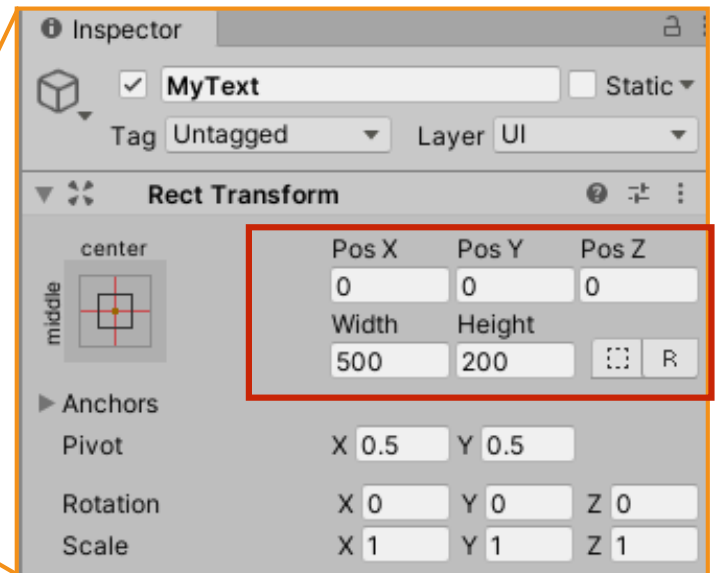 Inspector
MyText Static
Tag Untagged Layer UI
Rect Transform
center Pos X Pos Y Pos Z
middle 0 0 0
Width Height
500 200 R
Anchors
Pivot X 0.5 Y 0.5
Rotation X 0 Y 0 Z 0
Scale X 1 Y 1 Z 1